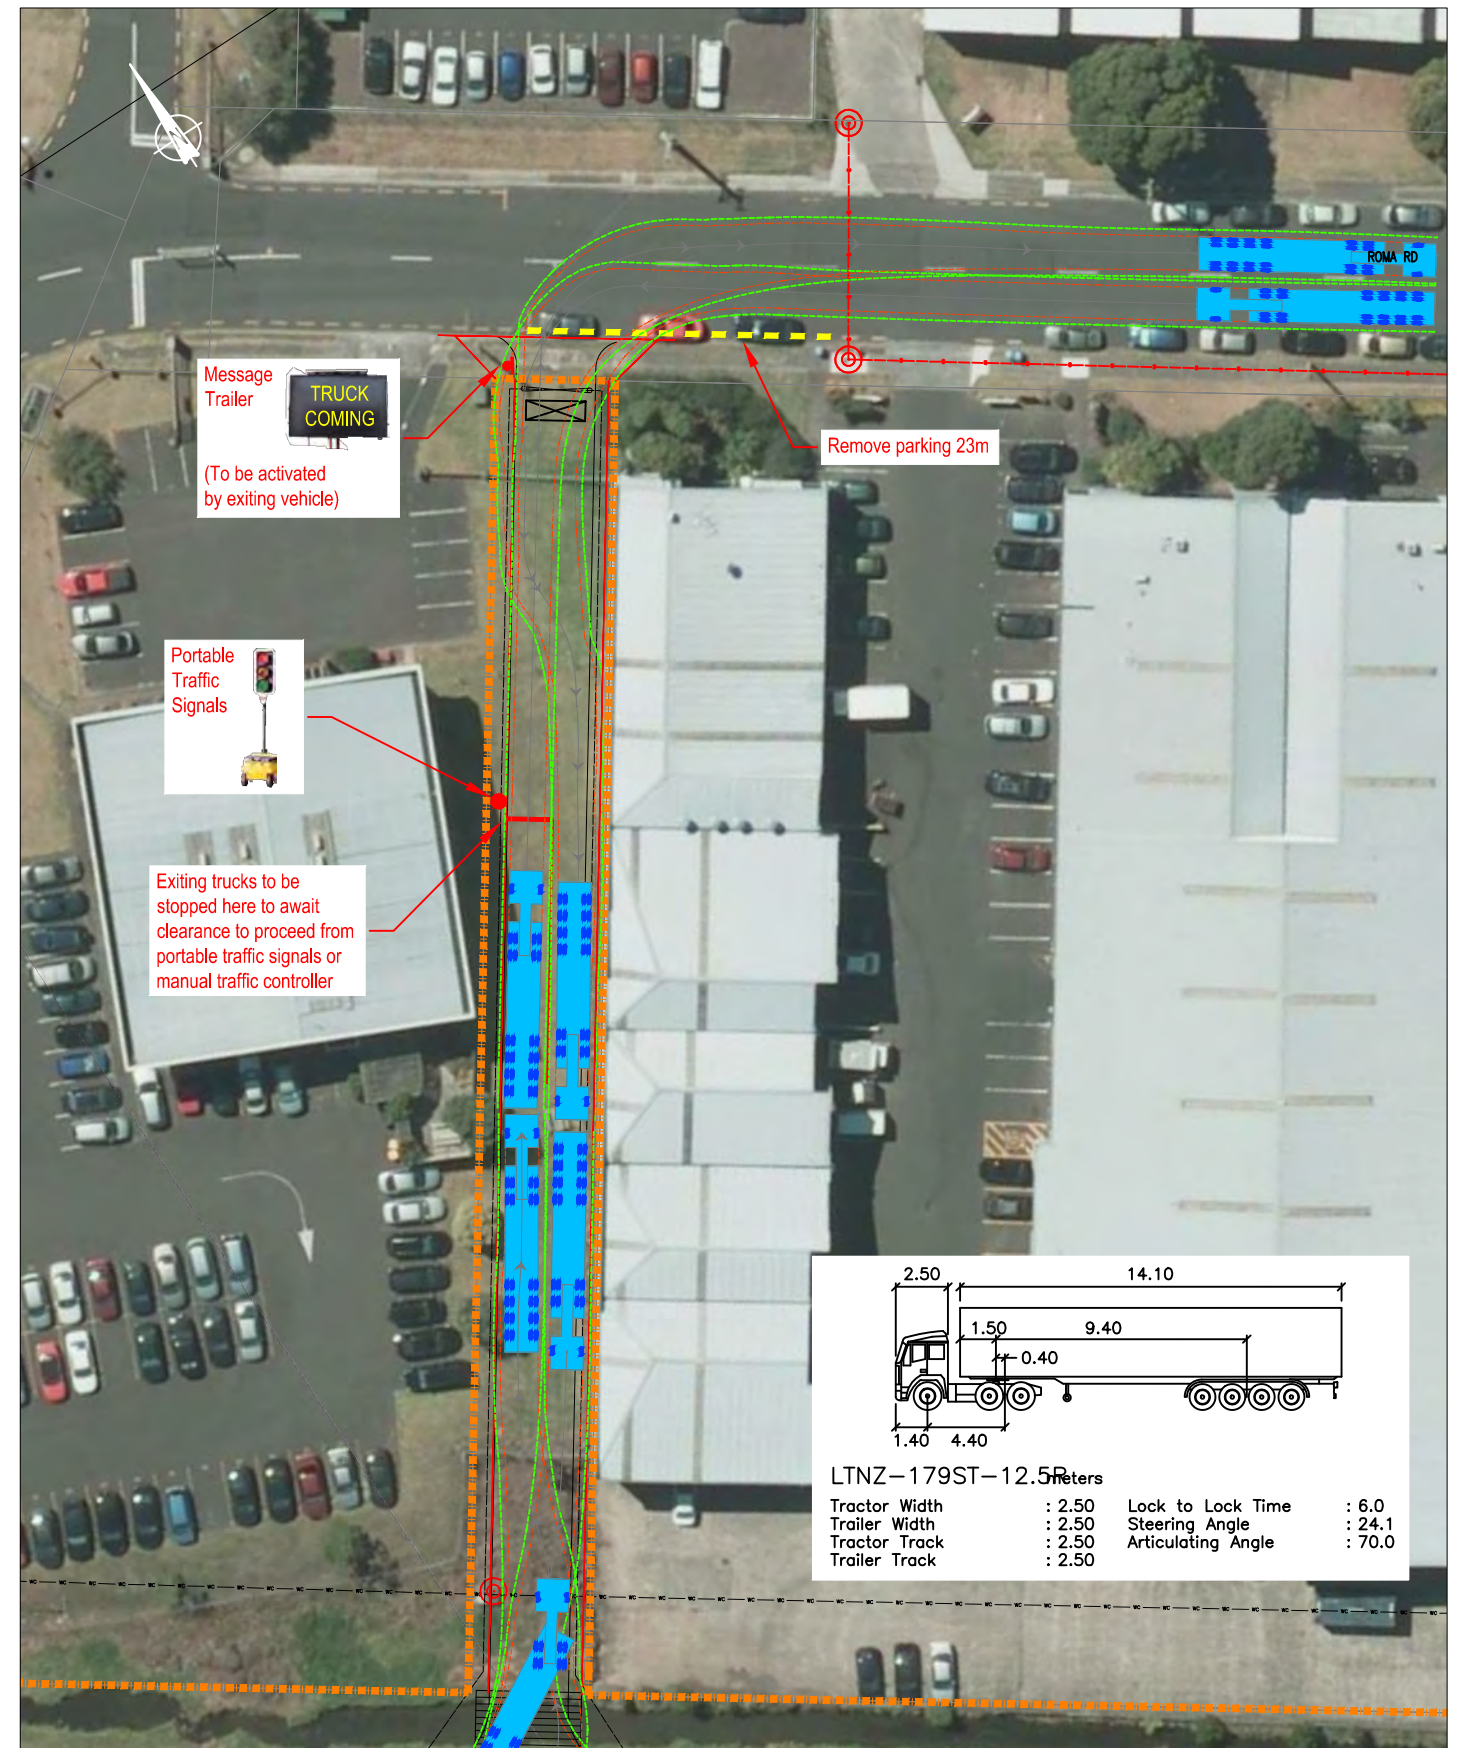 ROMA RD
Message
Trailer
TRUCK
COMING
(To be activated
by exiting vehicle)
Remove parking 23m
Portable
Traffic
Signals
Exiting trucks to be
stopped here to await
clearance to proceed from
portable traffic signals or
manual traffic controller
2.50
14.10
1.50
9.40
0.40
1.40
4.40
LTNZ-179ST-12.5R
meters
Tractor Width : 2.50 Lock to Lock Time : 6.0
Trailer Width : 2.50 Steering Angle : 24.1
Tractor Track : 2.50 Articulating Angle : 70.0
Trailer Track : 2.50